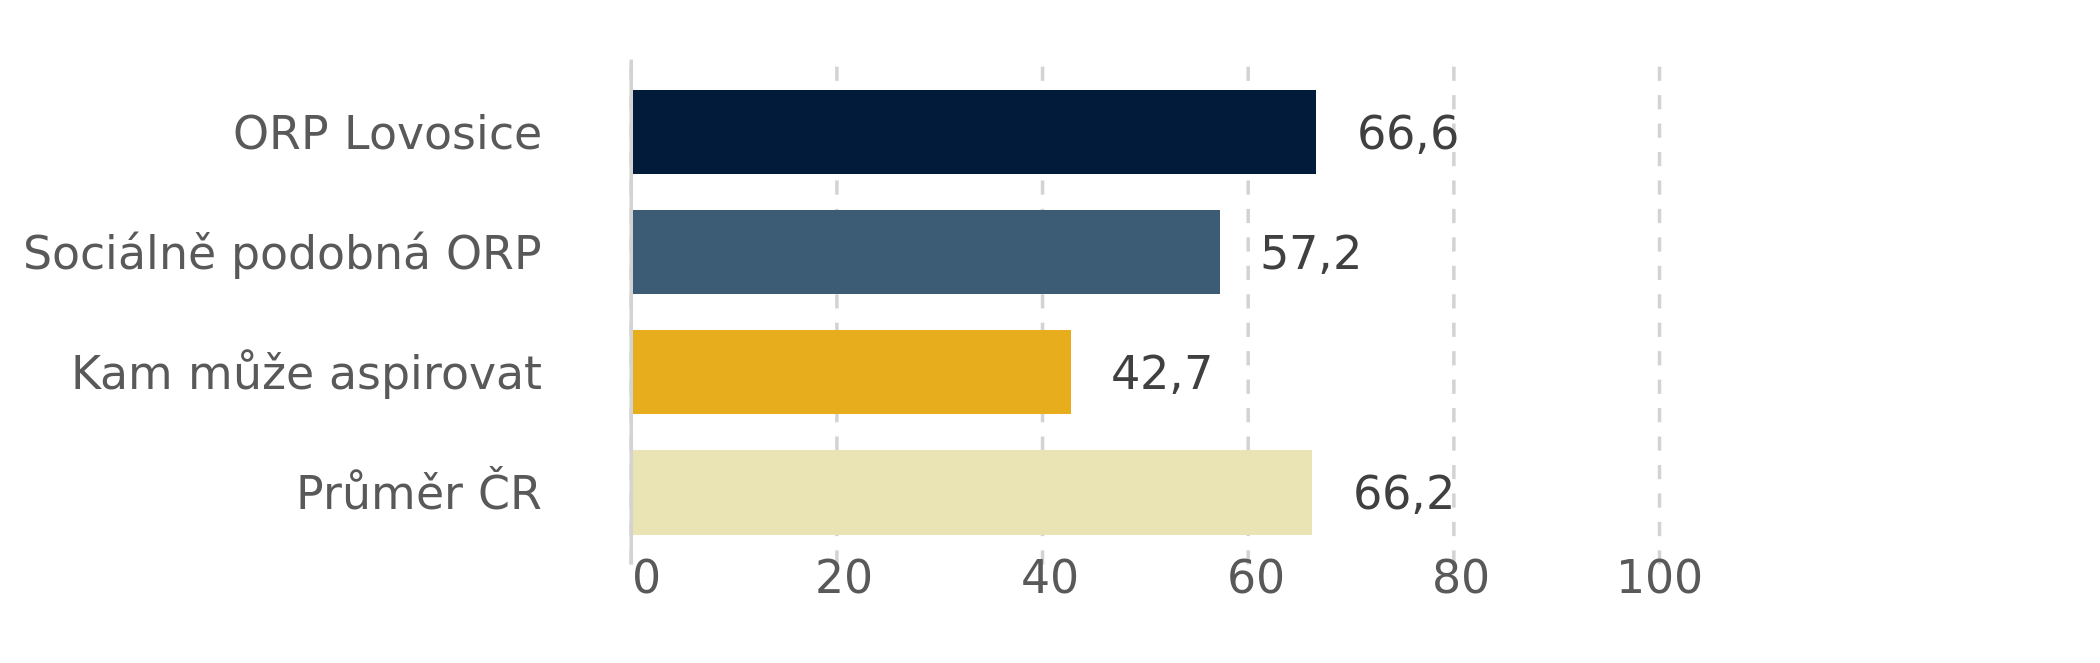 ORP Lovosice 66,6
Sociálně podobná ORP 57,2
Kam může aspirovat 42,7
Průměr ČR 66,2
0 20 40 60 80 100